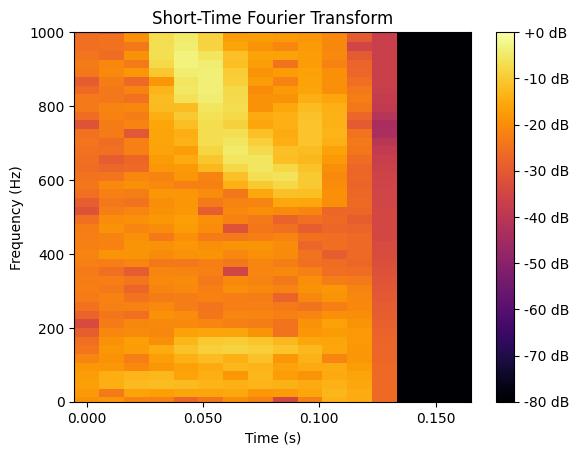 Short-Time Fourier Transform
1000
800
600
400
200
0
Frequency (Hz)
0.000
0.050
0.100
0.150
Time (s)
+0 dB
-10 dB
-20 dB
-30 dB
-40 dB
-50 dB
-60 dB
-70 dB
-80 dB